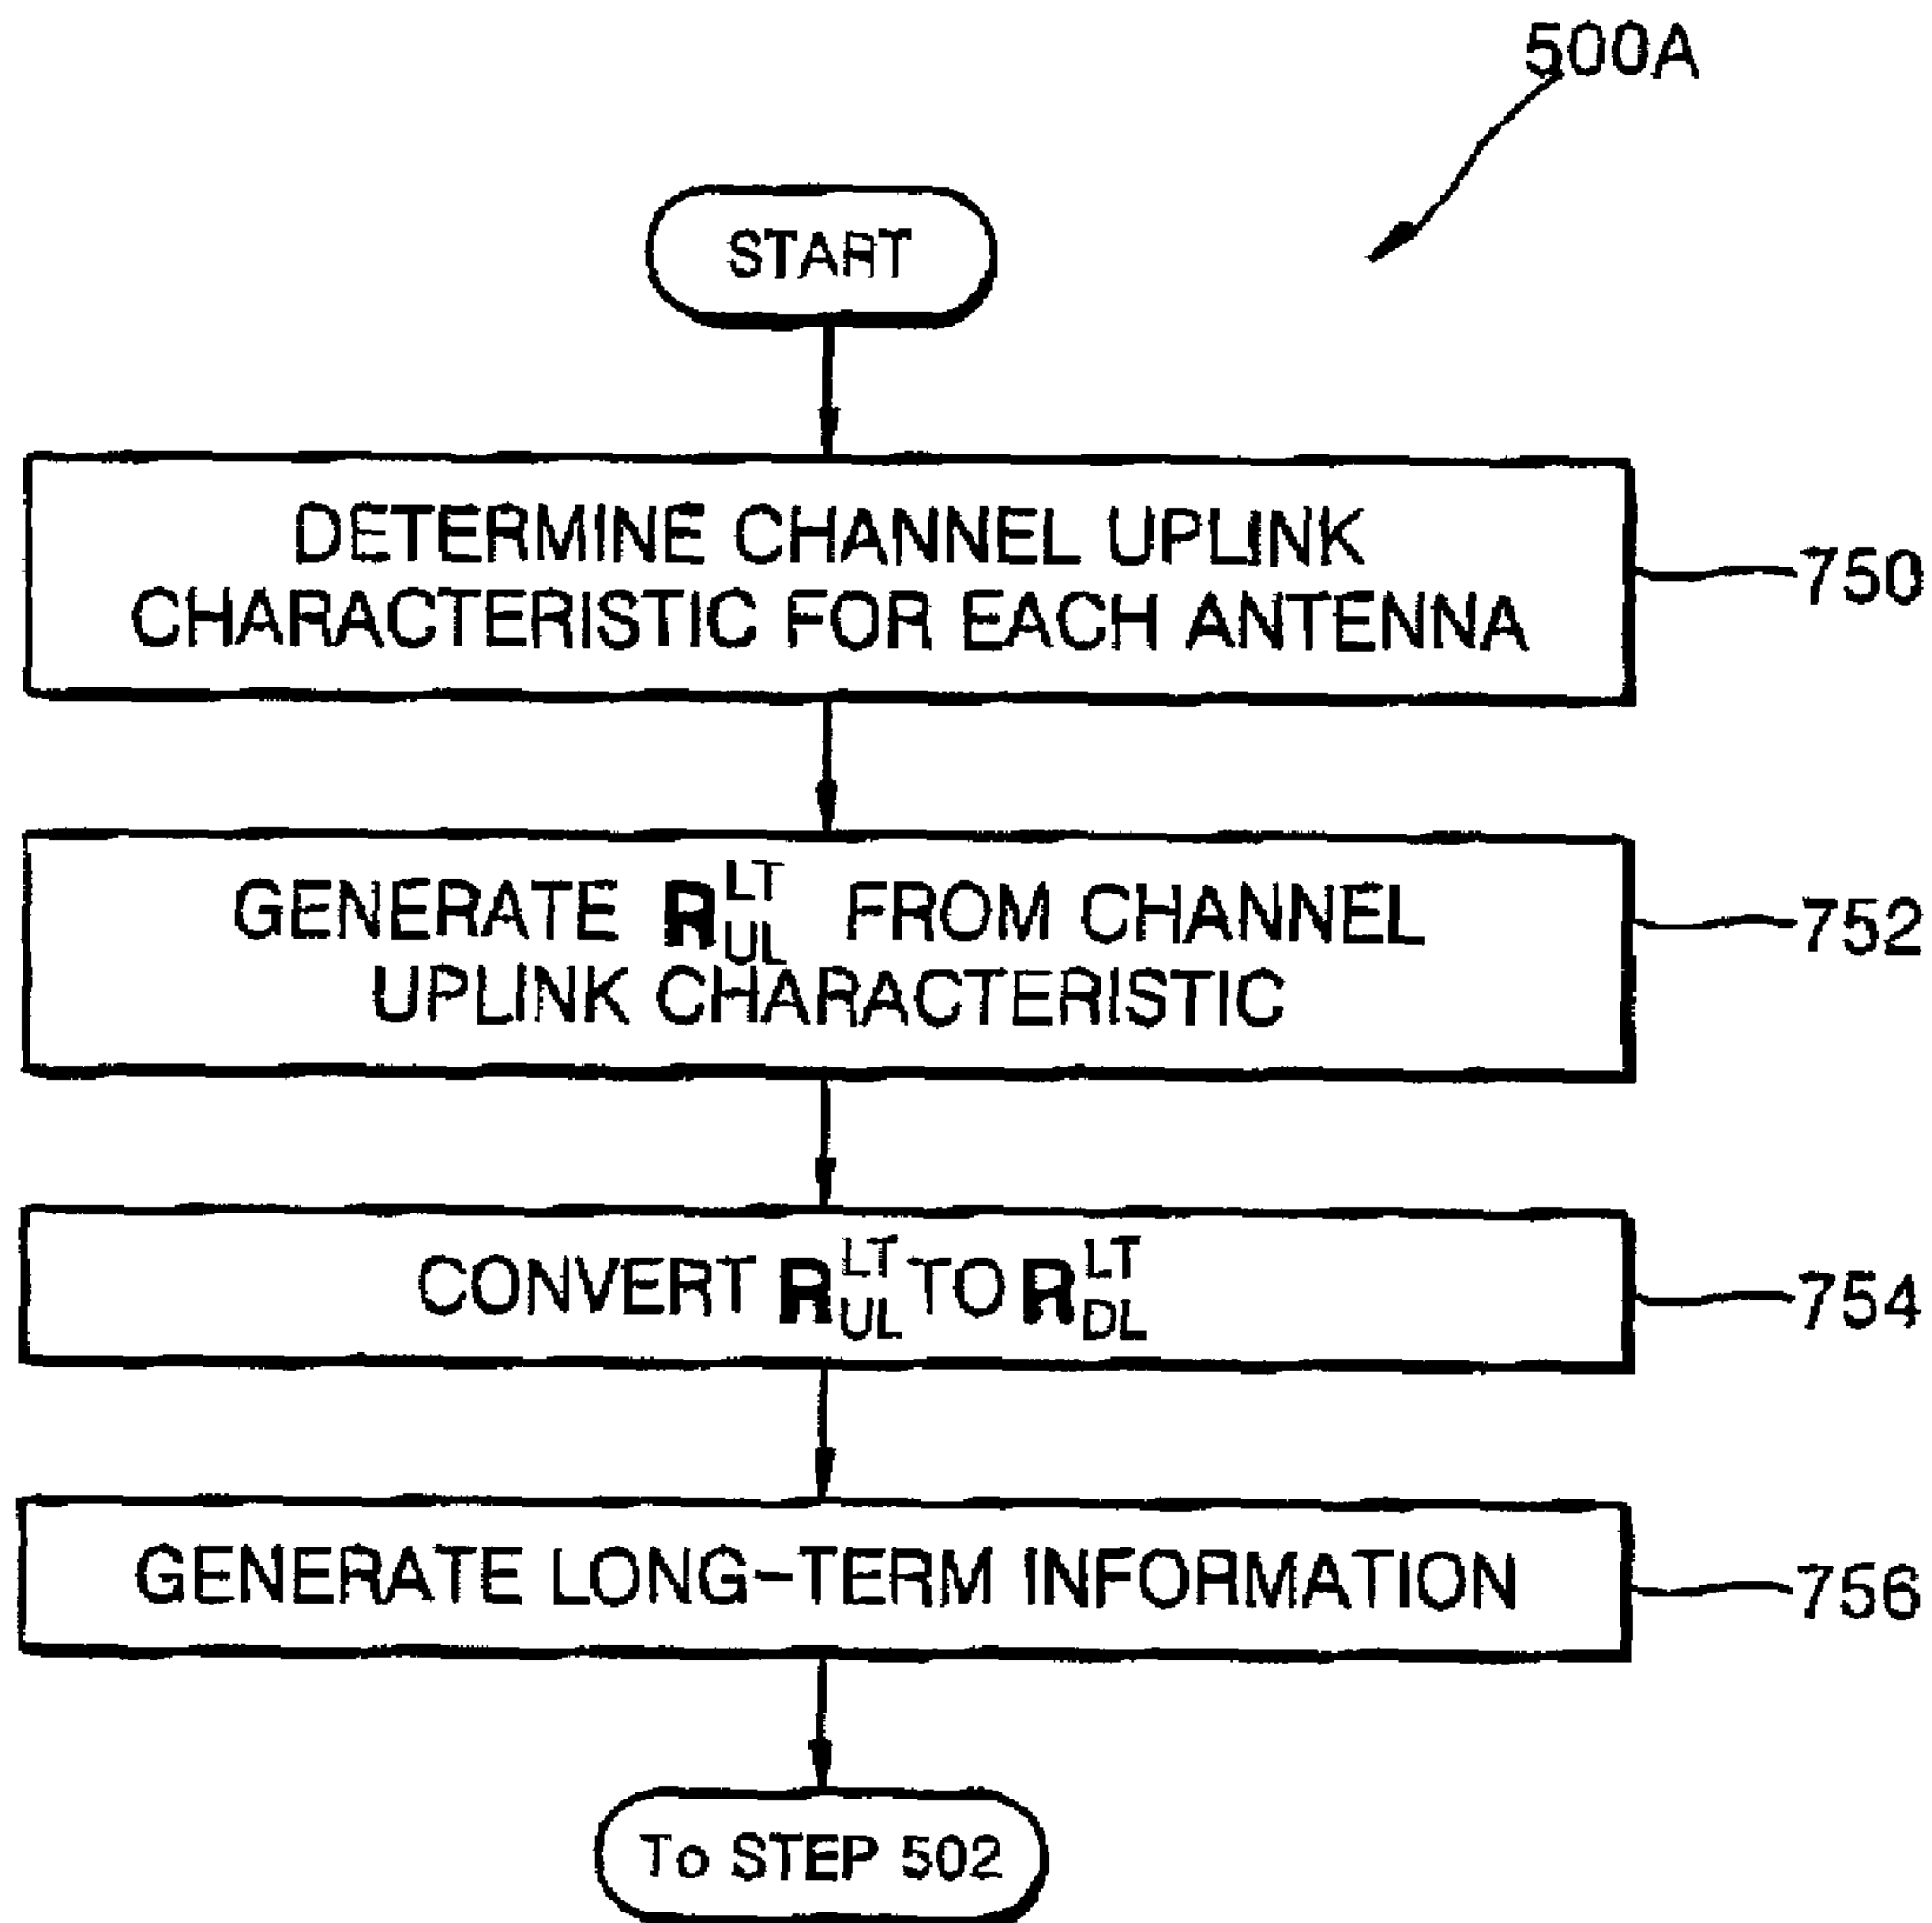 500A
START
DETERMINE CHANNEL UPLINK
CHARACTERISTIC FOR EACH ANTENNA
750
GENERATE R^LT_UL FROM CHANNEL
UPLINK CHARACTERISTIC
752
CONVERT R^LT_UL TO R^LT_DL
754
GENERATE LONG-TERM INFORMATION
756
To STEP 502